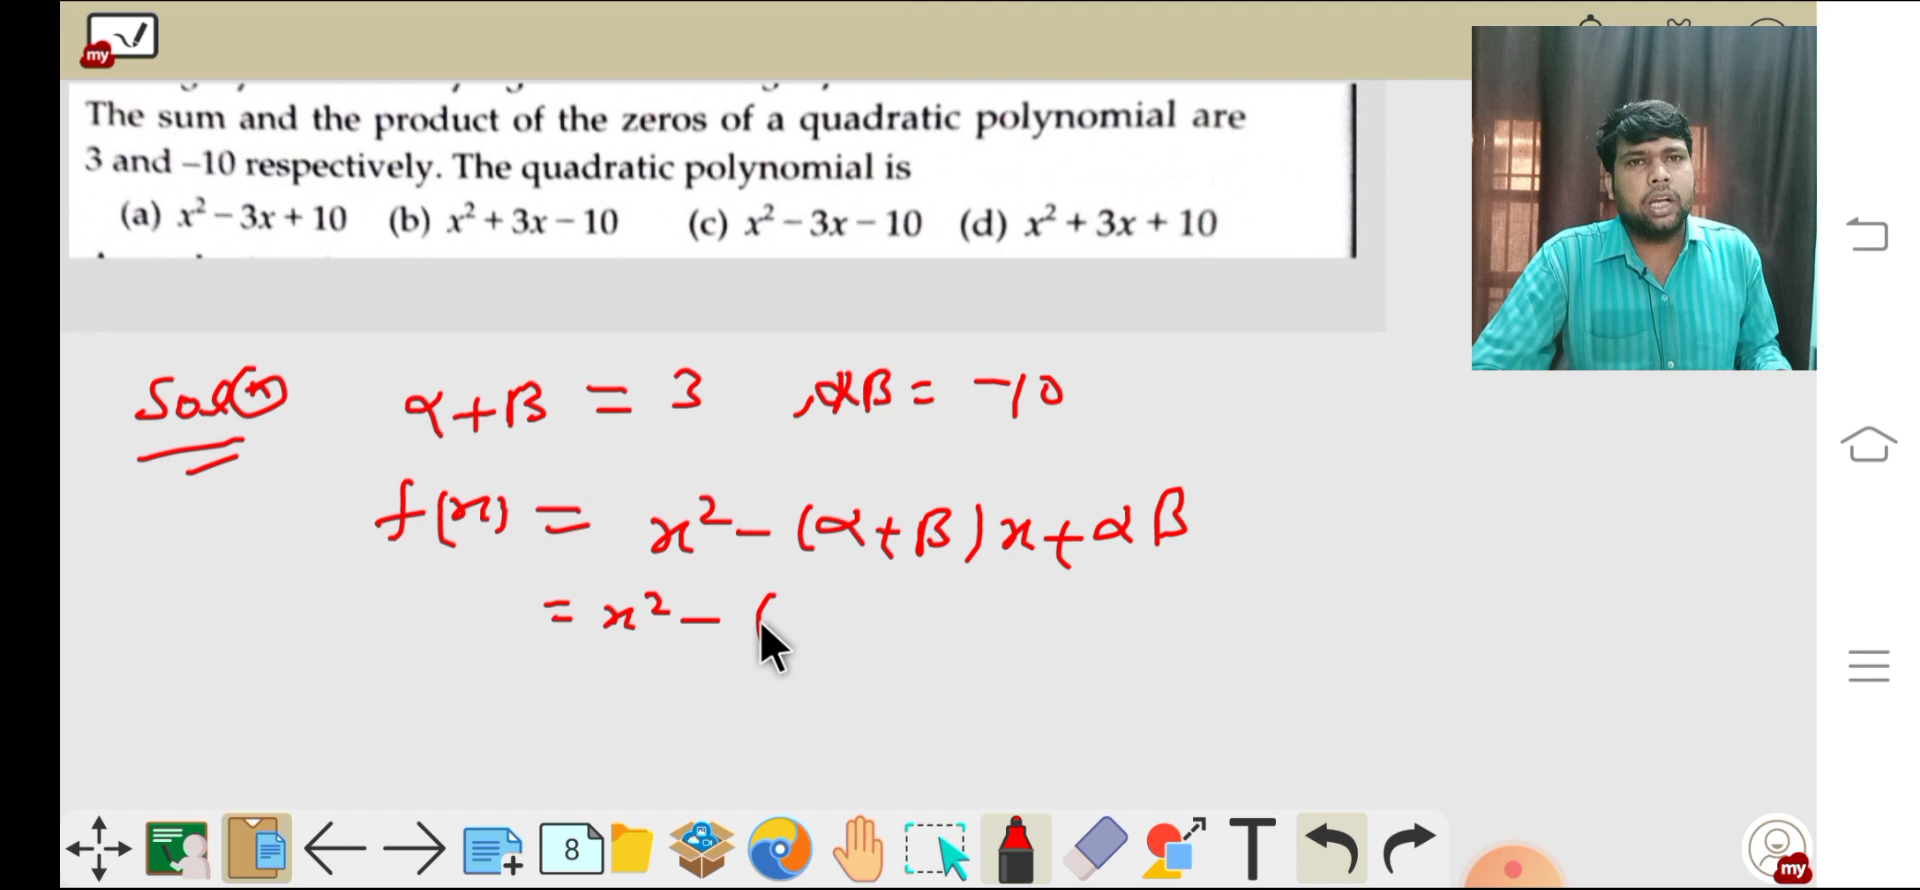 my
The sum and the product of the zeros of a quadratic polynomial are
3 and −10 respectively. The quadratic polynomial is
(a) x² − 3x + 10 (b) x² + 3x − 10 (c) x² − 3x − 10 (d) x² + 3x + 10
Sol(n)
α+β = 3 , αβ = -10
f(x) = x² - (α+β)x + αβ
= x² - (
8
T
my